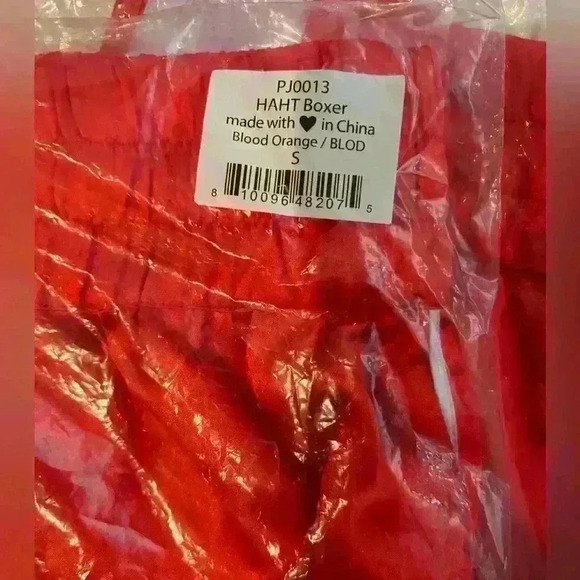 PJ0013
HAHT Boxer
made with ♥ in China
Blood Orange / BLOD
S
8 10096 48207 5